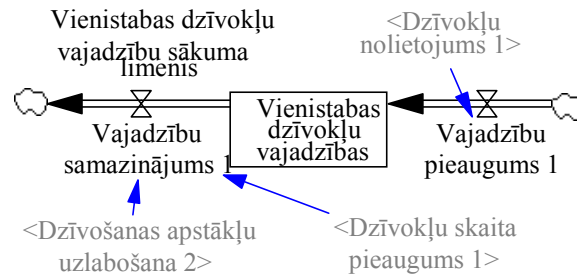 Vienistabas dzīvokļu
vajadzību sākuma
līmenis
<Dzīvokļu
nolietojums 1>
Vienistabas
dzīvokļu
vajadzības
Vajadzību
samazinājums 1
Vajadzību
pieaugums 1
<Dzīvošanas apstākļu
uzlabošana 2>
<Dzīvokļu skaita
pieaugums 1>